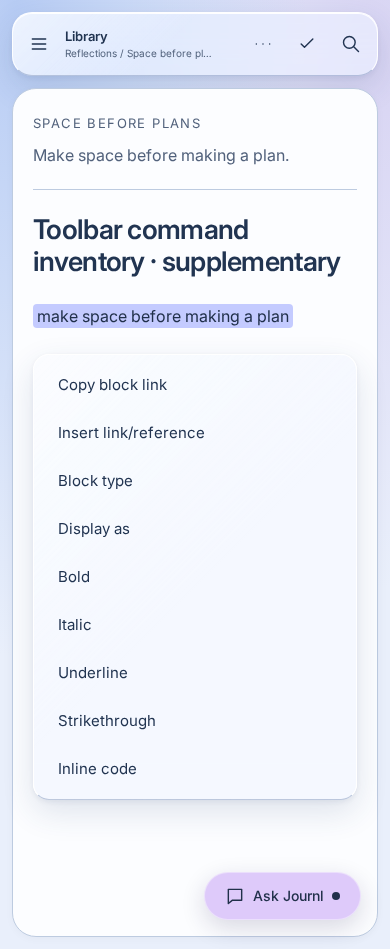 Library
Reflections / Space before pl...
SPACE BEFORE PLANS
Make space before making a plan.
Toolbar command
inventory · supplementary
make space before making a plan
Copy block link
Insert link/reference
Block type
Display as
Bold
Italic
Underline
Strikethrough
Inline code
Ask Journl